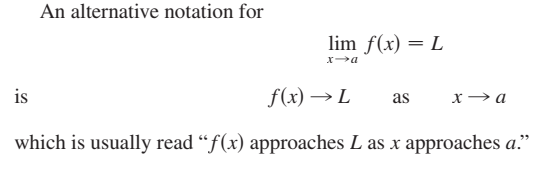 An alternative notation for
lim f(x) = L
x→a
is f(x) → L as x → a
which is usually read “f(x) approaches L as x approaches a.”